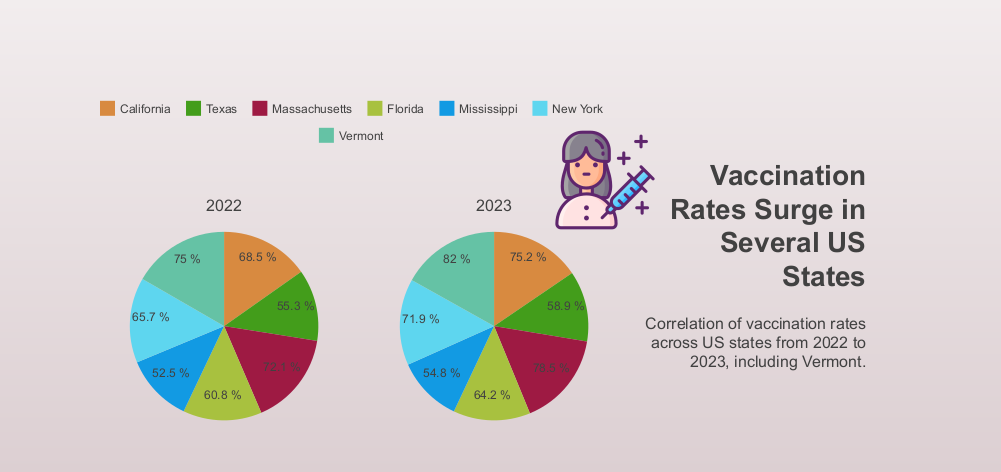 California Texas Massachusetts Florida Mississippi New York
Vermont
2022
2023
75 %
68.5 %
55.3 %
65.7 %
52.5 %
60.8 %
82 %
75.2 %
58.9 %
71.9 %
54.8 %
64.2 %
Vaccination
Rates Surge in
Several US
States
Correlation of vaccination rates
across US states from 2022 to
2023, including Vermont.